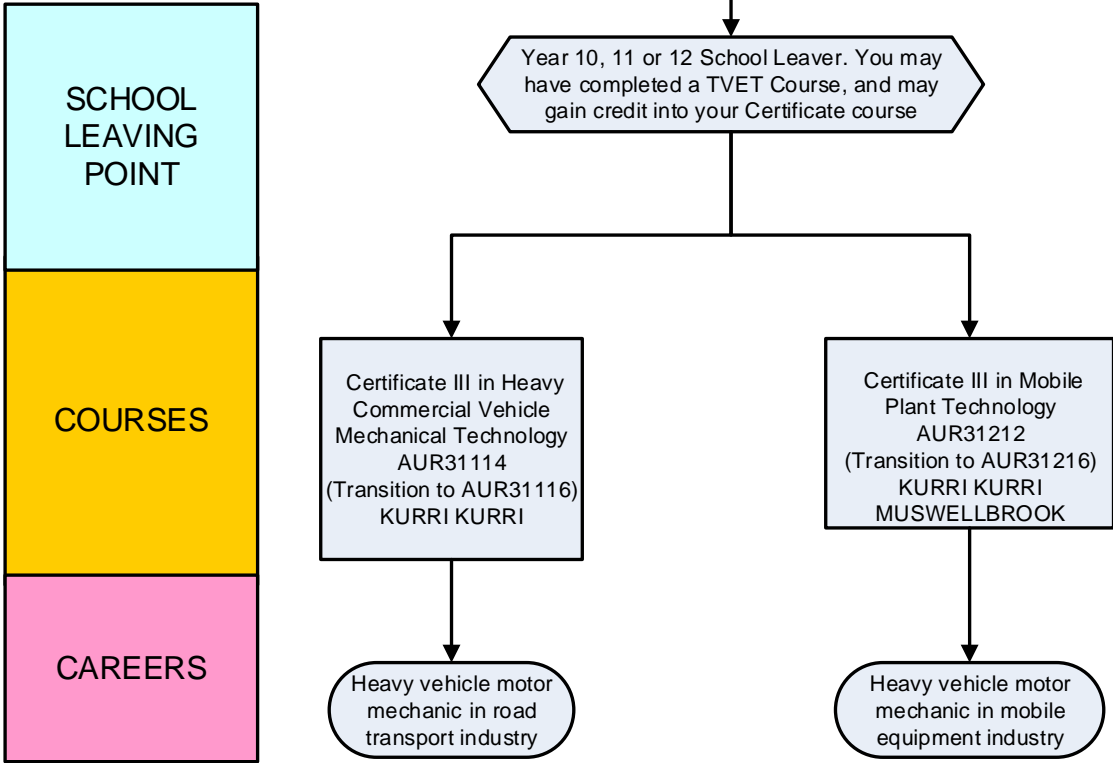 SCHOOL
LEAVING
POINT
Year 10, 11 or 12 School Leaver. You may
have completed a TVET Course, and may
gain credit into your Certificate course
COURSES
Certificate III in Heavy
Commercial Vehicle
Mechanical Technology
AUR31114
(Transition to AUR31116)
KURRI KURRI
Certificate III in Mobile
Plant Technology
AUR31212
(Transition to AUR31216)
KURRI KURRI
MUSWELLBROOK
CAREERS
Heavy vehicle motor
mechanic in road
transport industry
Heavy vehicle motor
mechanic in mobile
equipment industry